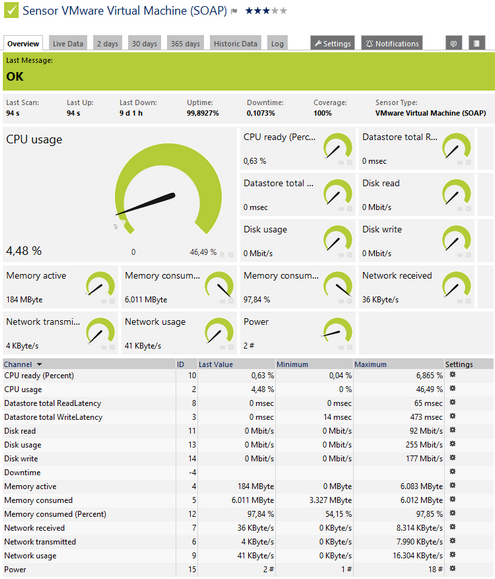 Sensor VMware Virtual Machine (SOAP)
Overview Live Data 2 days 30 days 365 days Historic Data Log Settings Notifications
Last Message:
OK
Last Scan: Last Up: Last Down: Uptime: Downtime: Coverage: Sensor Type:
94 s 94 s 9 d 1 h 99,8927% 0,1073% 100% VMware Virtual Machine (SOAP)
CPU usage
%
0 46,49 %
4,48 %
CPU ready (Perc...
0,63 %
Datastore total R...
0 msec
Datastore total ...
0 msec
Disk read
0 Mbit/s
Disk usage
0 Mbit/s
Disk write
0 Mbit/s
Memory active
184 MByte
Memory consum...
6.011 MByte
Memory consum...
97,84 %
Network received
36 KByte/s
Network transmi...
4 KByte/s
Network usage
41 KByte/s
Power
2 #
Channel ID Last Value Minimum Maximum Settings
CPU ready (Percent) 10 0,63 % 0,04 % 6,865 %
CPU usage 2 4,48 % 0 % 46,49 %
Datastore total ReadLatency 8 0 msec 0 msec 65 msec
Datastore total WriteLatency 3 0 msec 14 msec 473 msec
Disk read 11 0 Mbit/s 0 Mbit/s 92 Mbit/s
Disk usage 13 0 Mbit/s 0 Mbit/s 255 Mbit/s
Disk write 14 0 Mbit/s 0 Mbit/s 177 Mbit/s
Downtime -4
Memory active 4 184 MByte 0 MByte 6.083 MByte
Memory consumed 5 6.011 MByte 3.327 MByte 6.012 MByte
Memory consumed (Percent) 12 97,84 % 54,15 % 97,85 %
Network received 7 36 KByte/s 0 KByte/s 8.314 KByte/s
Network transmitted 6 4 KByte/s 0 KByte/s 7.990 KByte/s
Network usage 9 41 KByte/s 0 KByte/s 16.304 KByte/s
Power 15 2 # 1 # 18 #